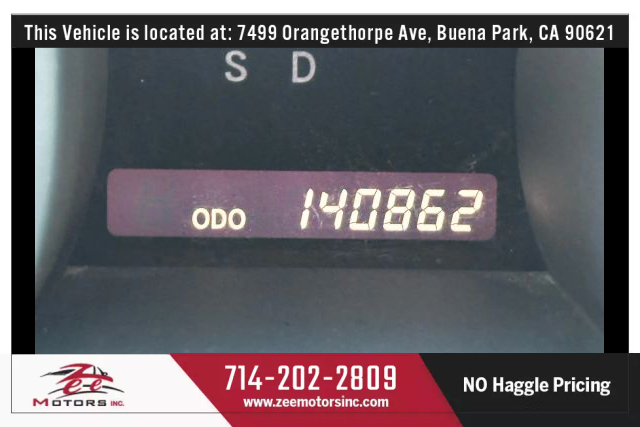 This Vehicle is located at: 7499 Orangethorpe Ave, Buena Park, CA 90621
S D
ODO 140862
Zee
MOTORS INC.
714-202-2809
www.zeemotorsinc.com
NO Haggle Pricing